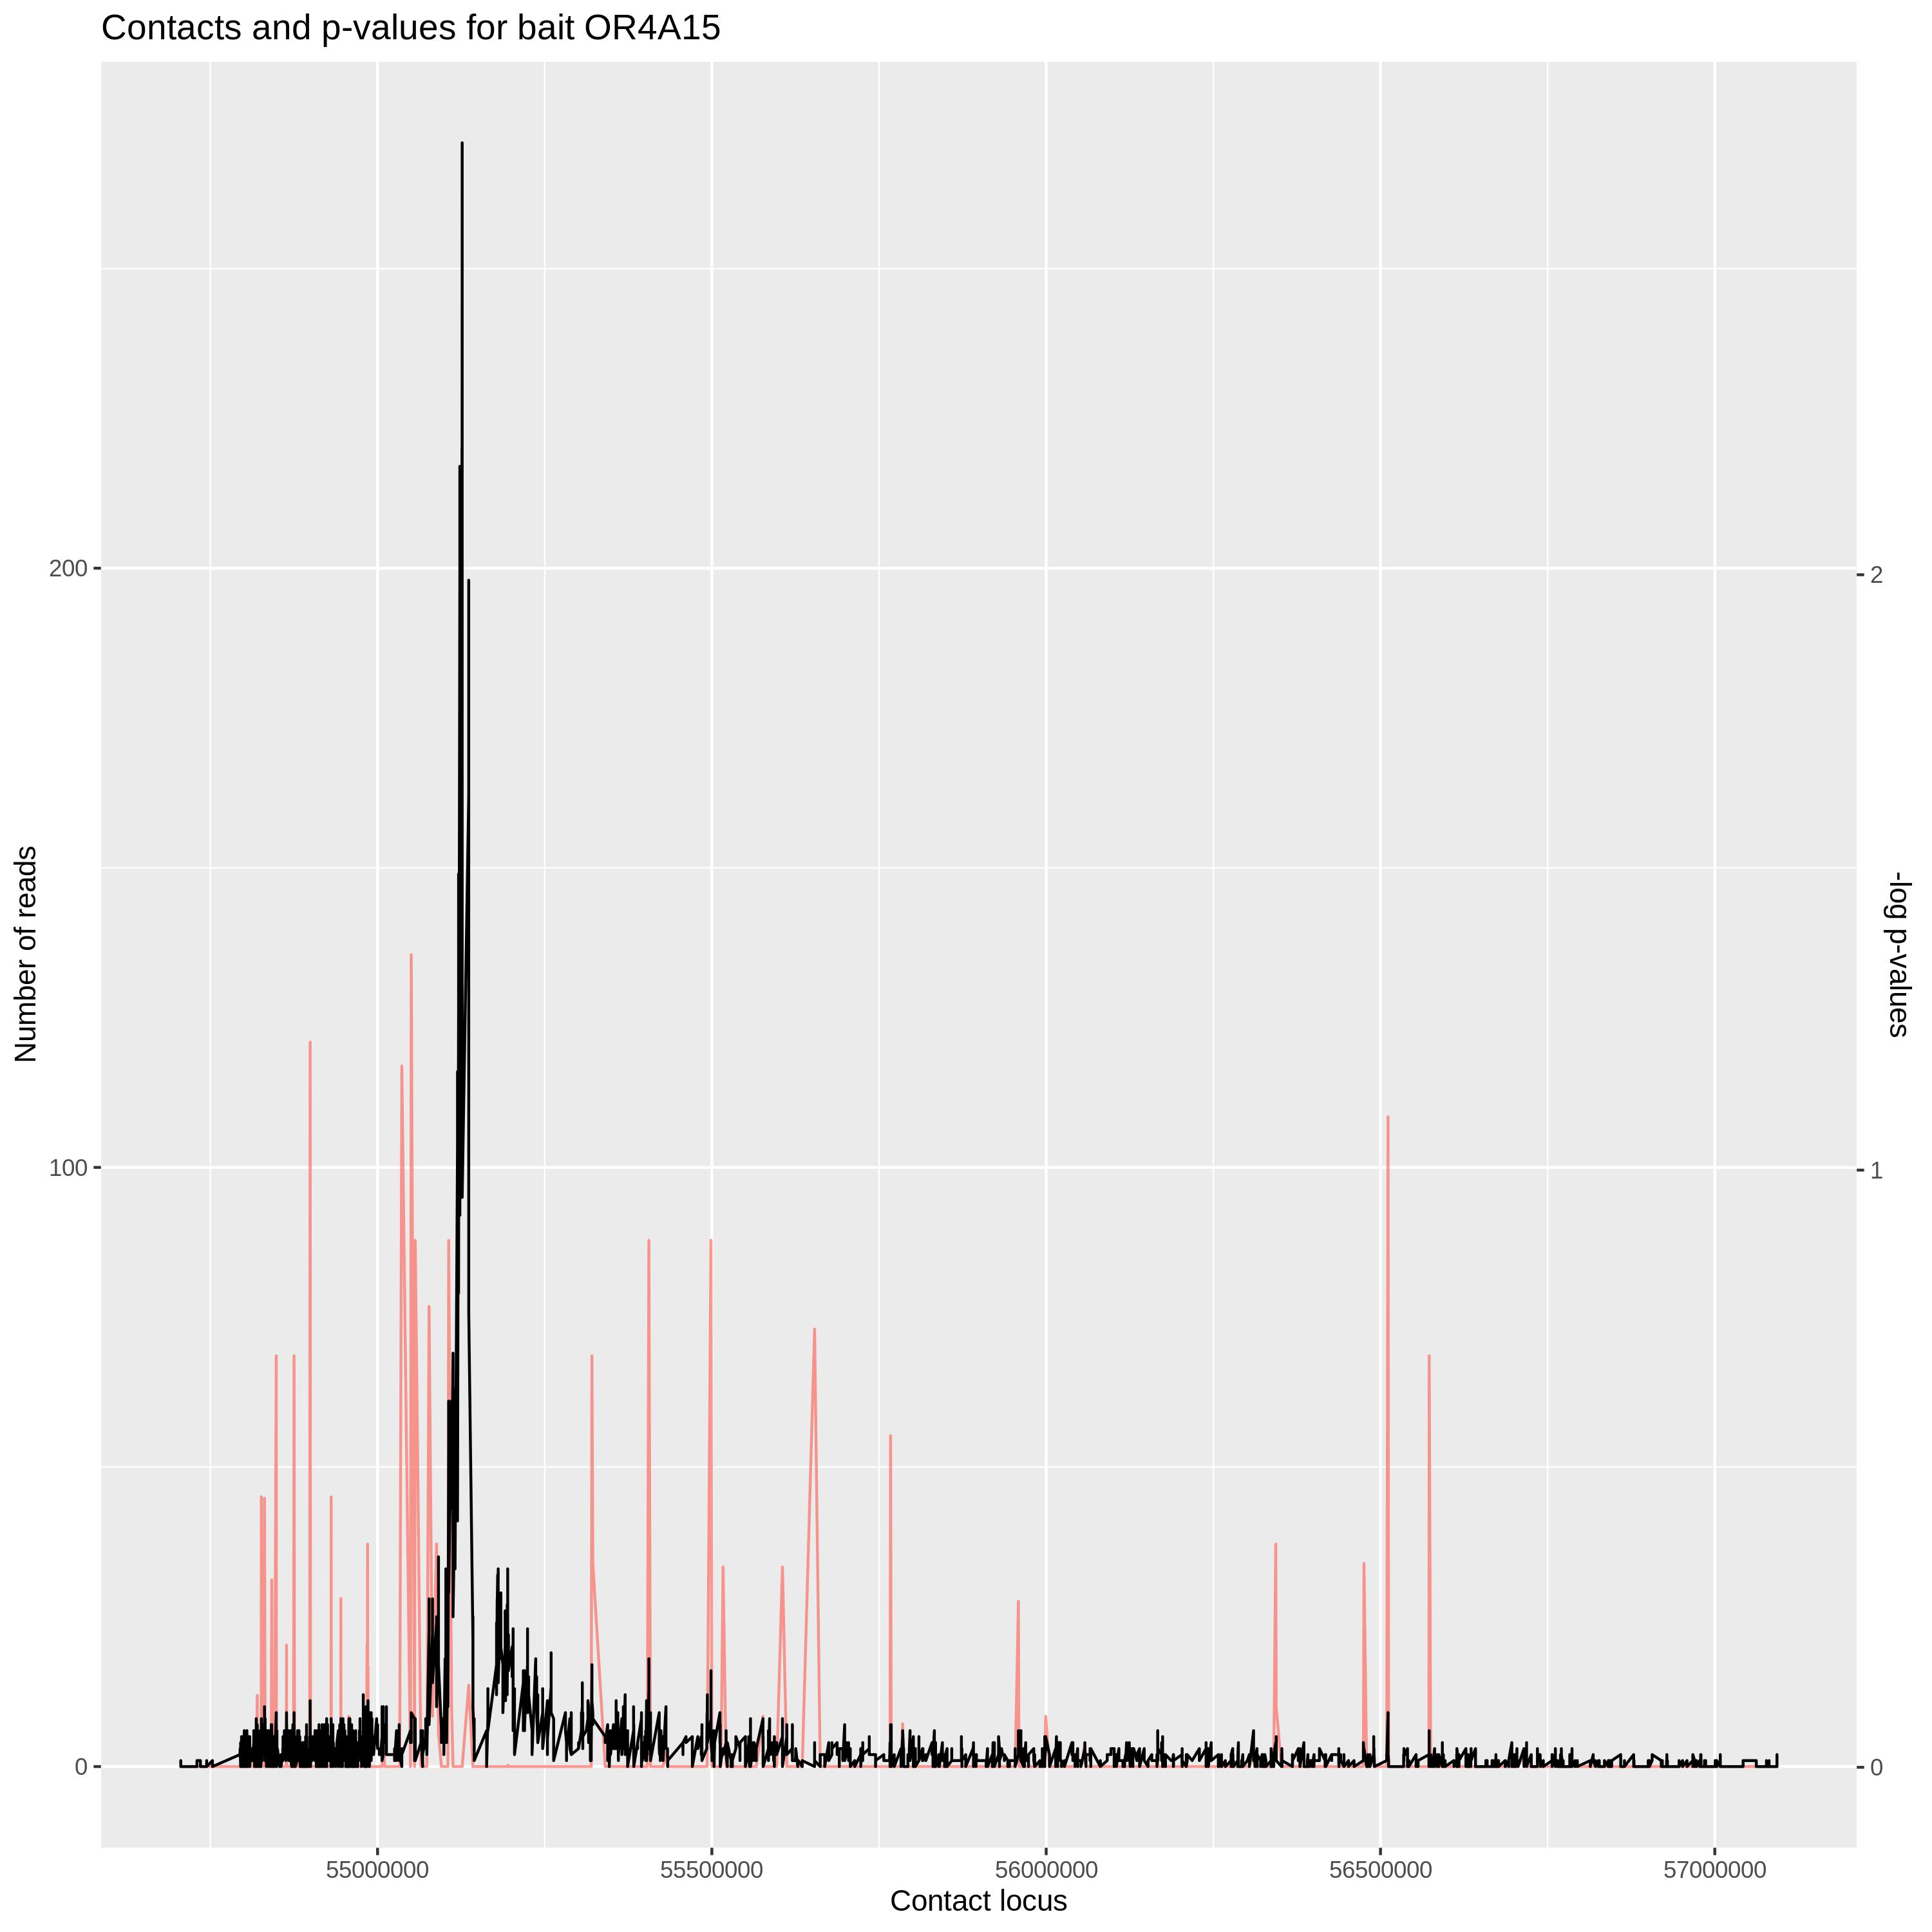 Contacts and p-values for bait OR4A15
Number of reads
200
100
0
2
1
0
-log p-values
55000000
55500000
56000000
56500000
57000000
Contact locus